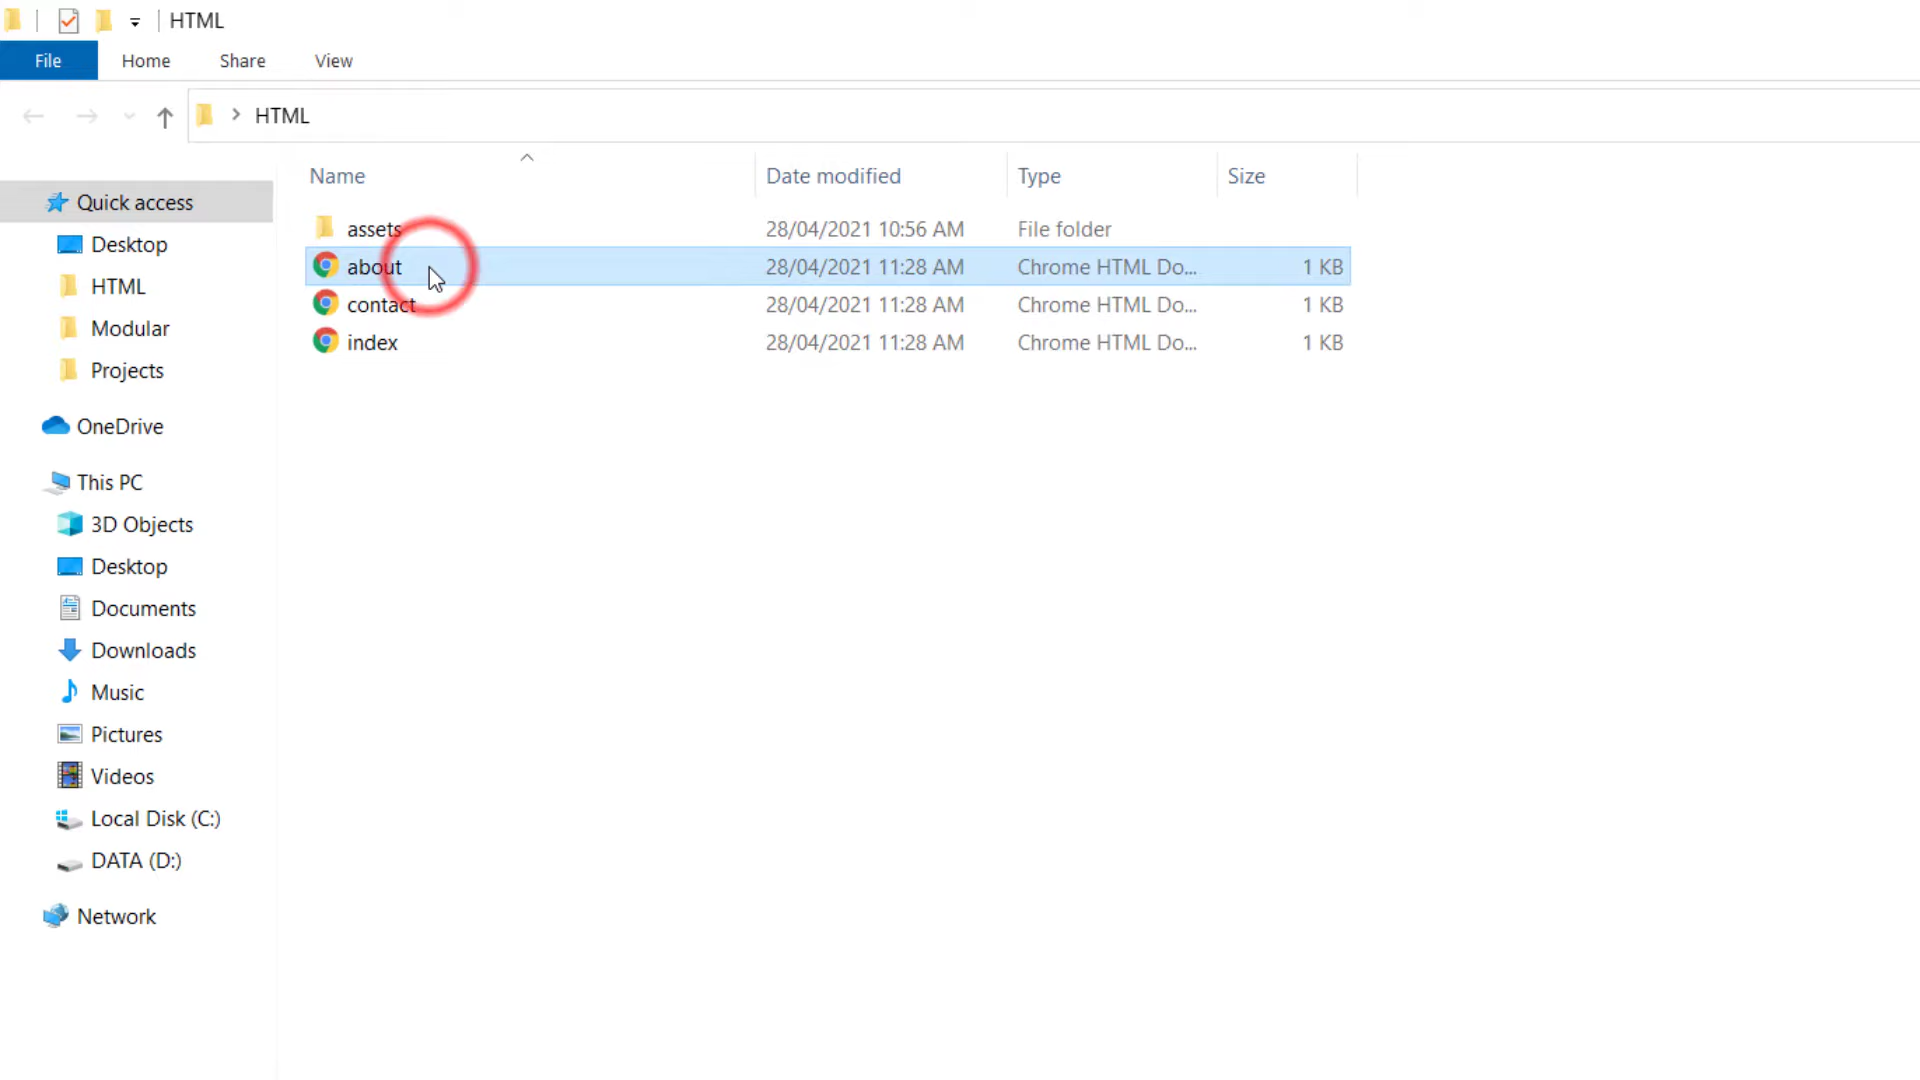 HTML
File Home Share View
HTML
Name Date modified Type Size
Quick access
Desktop
HTML
Modular
Projects
OneDrive
This PC
3D Objects
Desktop
Documents
Downloads
Music
Pictures
Videos
Local Disk (C:)
DATA (D:)
Network
assets 28/04/2021 10:56 AM File folder
about 28/04/2021 11:28 AM Chrome HTML Do... 1 KB
contact 28/04/2021 11:28 AM Chrome HTML Do... 1 KB
index 28/04/2021 11:28 AM Chrome HTML Do... 1 KB